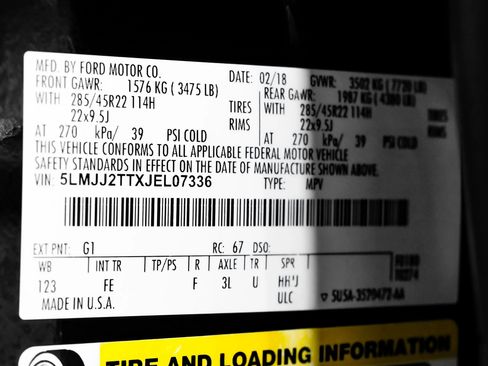 MFD. BY FORD MOTOR CO. DATE: 02/18 GVWR: 3502 KG ( 7720 LB)
FRONT GAWR: 1576 KG ( 3475 LB) REAR GAWR: 1987 KG ( 4380 LB)
WITH 285/45R22 114H TIRES WITH 285/45R22 114H
22x9.5J RIMS 22x9.5J
AT 270 kPa/ 39 PSI COLD AT 270 kPa/ 39 PSI COLD
THIS VEHICLE CONFORMS TO ALL APPLICABLE FEDERAL MOTOR VEHICLE
SAFETY STANDARDS IN EFFECT ON THE DATE OF MANUFACTURE SHOWN ABOVE.
VIN: 5LMJJ2TTXJEL07336 TYPE: MPV
EXT PNT: G1 RC: 67 DSO:
WB INT TR TP/PS R AXLE TR SPR
123 FE F 3L U HH'J
ULC
MADE IN U.S.A.
TIRE AND LOADING INFORMATION